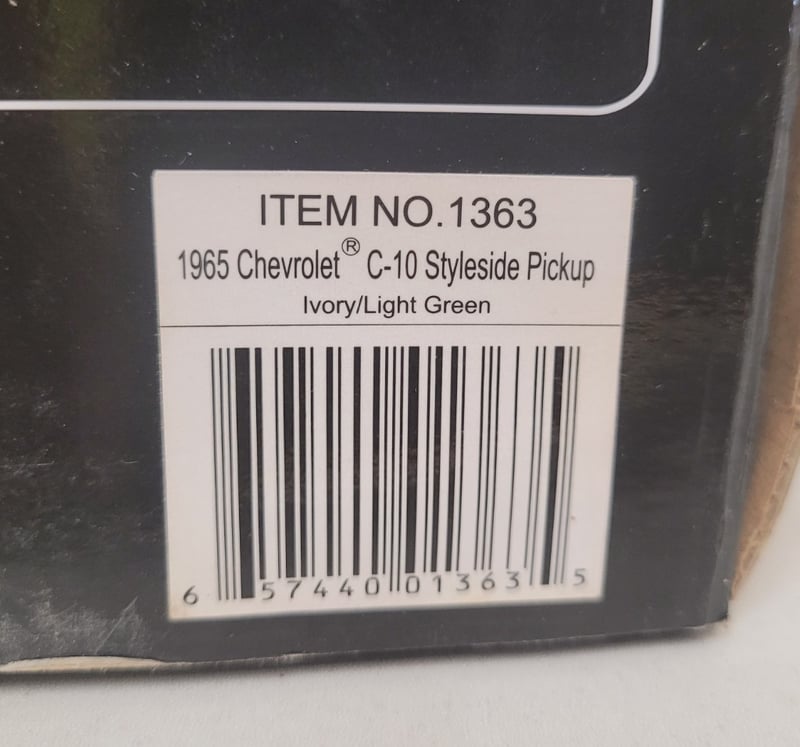 ITEM NO.1363
1965 Chevrolet® C-10 Styleside Pickup
Ivory/Light Green
6 57440 01363 5